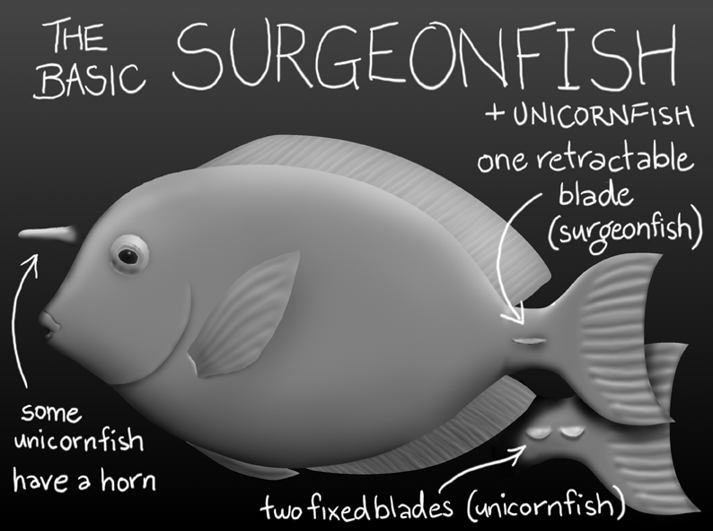 THE
BASIC SURGEONFISH
+ UNICORNFISH
one retractable
blade
(surgeonfish)
some
unicornfish
have a horn
two fixed blades (unicornfish)